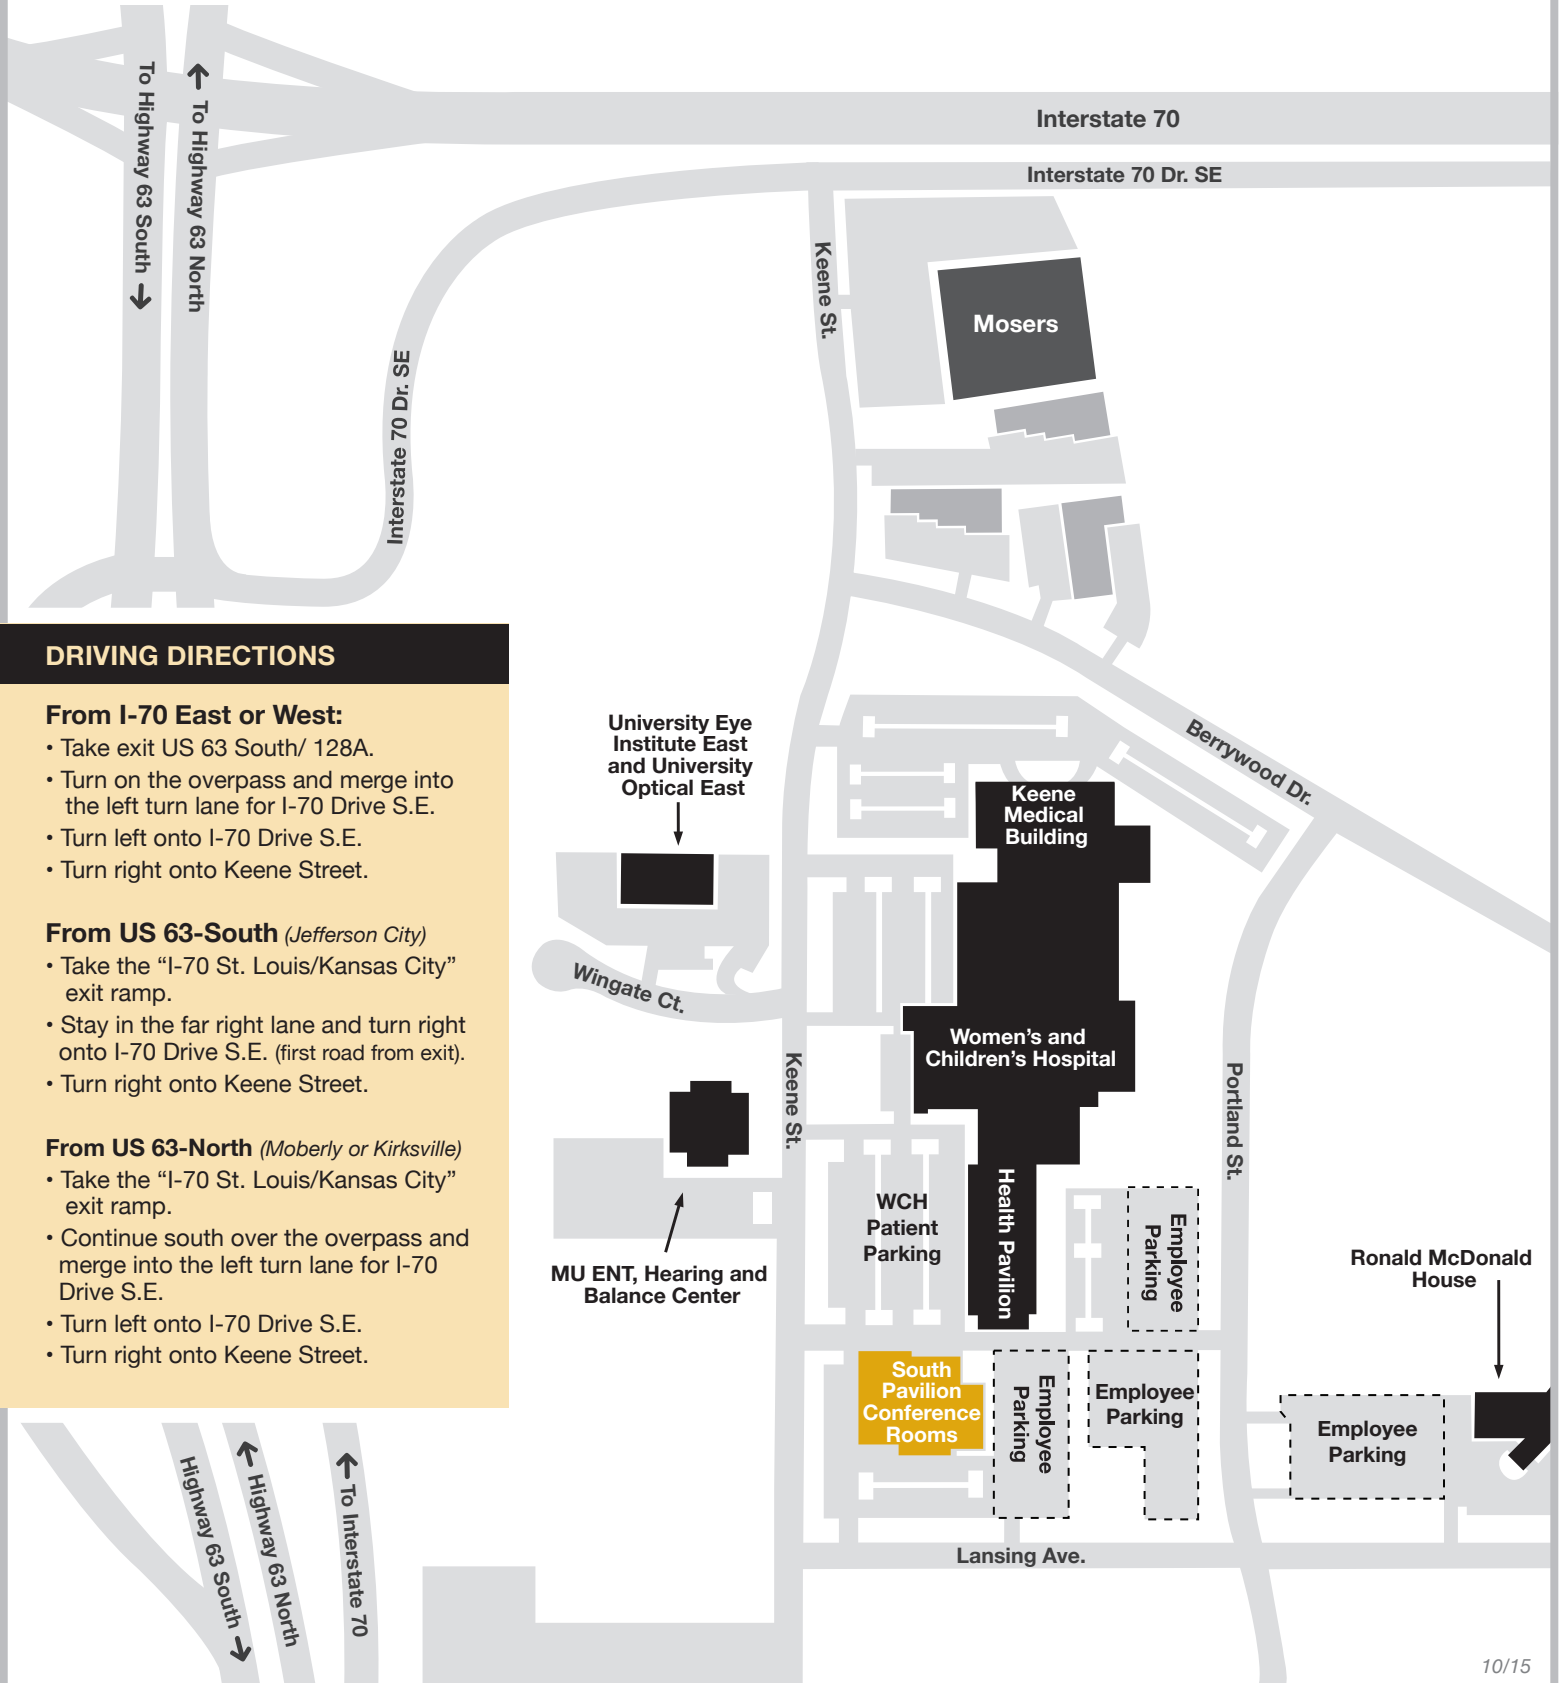 To Highway 63 South
To Highway 63 North
Interstate 70
Interstate 70 Dr. SE
Keene St.
Mosers
Interstate 70 Dr. SE
DRIVING DIRECTIONS
From I-70 East or West:
• Take exit US 63 South/ 128A.
• Turn on the overpass and merge into
the left turn lane for I-70 Drive S.E.
• Turn left onto I-70 Drive S.E.
• Turn right onto Keene Street.
From US 63-South (Jefferson City)
• Take the “I-70 St. Louis/Kansas City”
exit ramp.
• Stay in the far right lane and turn right
onto I-70 Drive S.E. (first road from exit).
• Turn right onto Keene Street.
From US 63-North (Moberly or Kirksville)
• Take the “I-70 St. Louis/Kansas City”
exit ramp.
• Continue south over the overpass and
merge into the left turn lane for I-70
Drive S.E.
• Turn left onto I-70 Drive S.E.
• Turn right onto Keene Street.
University Eye
Institute East
and University
Optical East
Berrywood Dr.
Keene
Medical
Building
Wingate Ct.
Women’s and
Children’s Hospital
Keene St.
Portland St.
WCH
Patient
Parking
Health Pavilion
Employee
Parking
MU ENT, Hearing and
Balance Center
Ronald McDonald
House
South
Pavilion
Conference
Rooms
Employee
Parking
Employee
Parking
Employee
Parking
Highway 63 South
Highway 63 North
To Interstate 70
Lansing Ave.
10/15